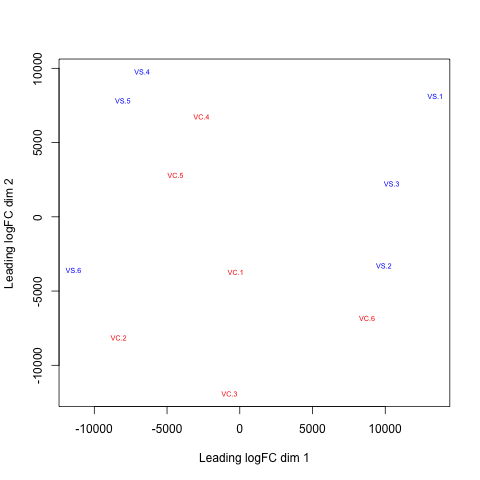 VS.4
VS.1
VS.5
VC.4
VC.5
VS.3
VS.6
VC.1
VS.2
VC.6
VC.2
VC.3
10000
5000
0
-5000
-10000
Leading logFC dim 2
-10000 -5000 0 5000 10000
Leading logFC dim 1